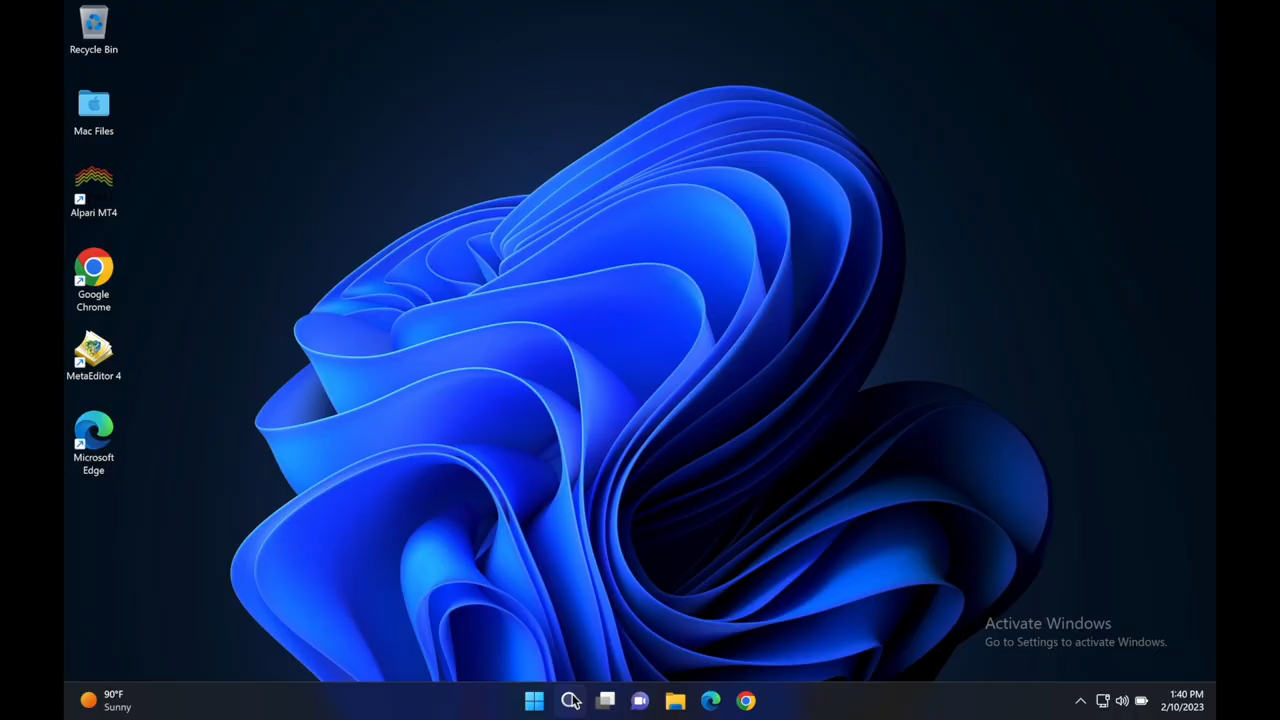 Recycle Bin
Mac Files
Alpari MT4
Google
Chrome
MetaEditor 4
Microsoft
Edge
Activate Windows
Go to Settings to activate Windows.
90°F
Sunny
1:40 PM
2/10/2023